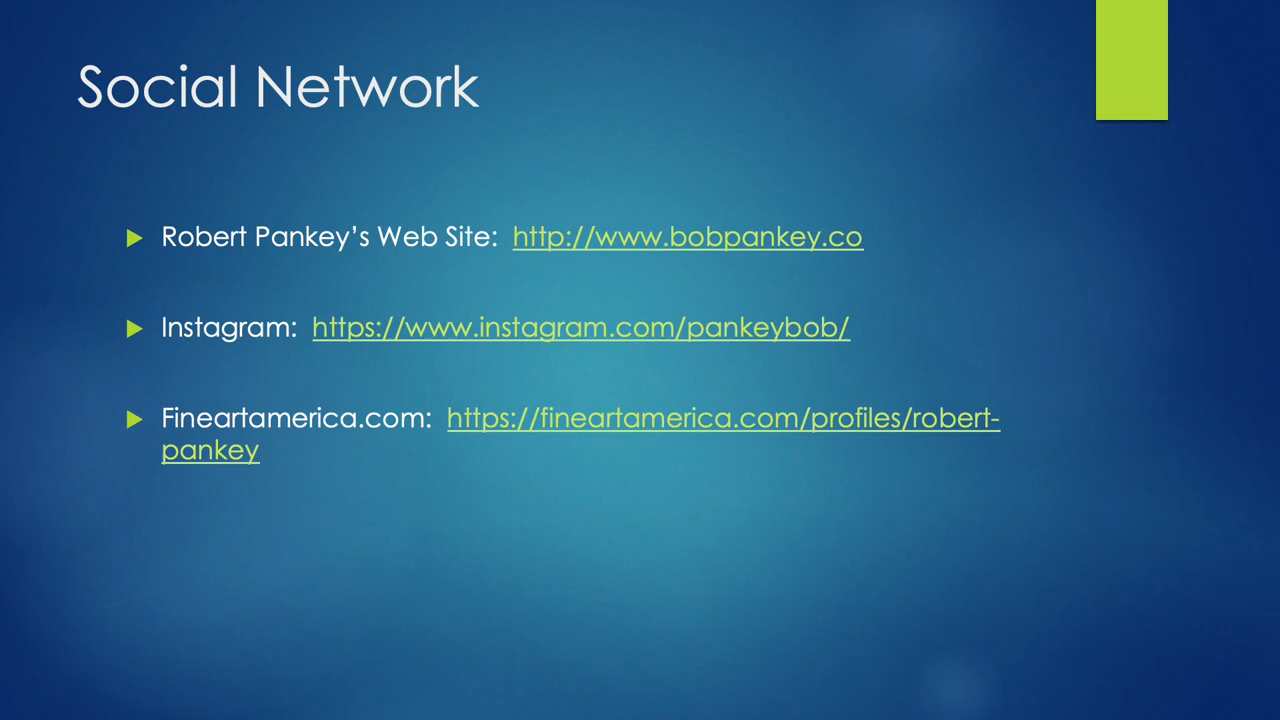 Social Network
Robert Pankey’s Web Site:  http://www.bobpankey.co
Instagram:  https://www.instagram.com/pankeybob/
Fineartamerica.com:  https://fineartamerica.com/profiles/robert-
pankey